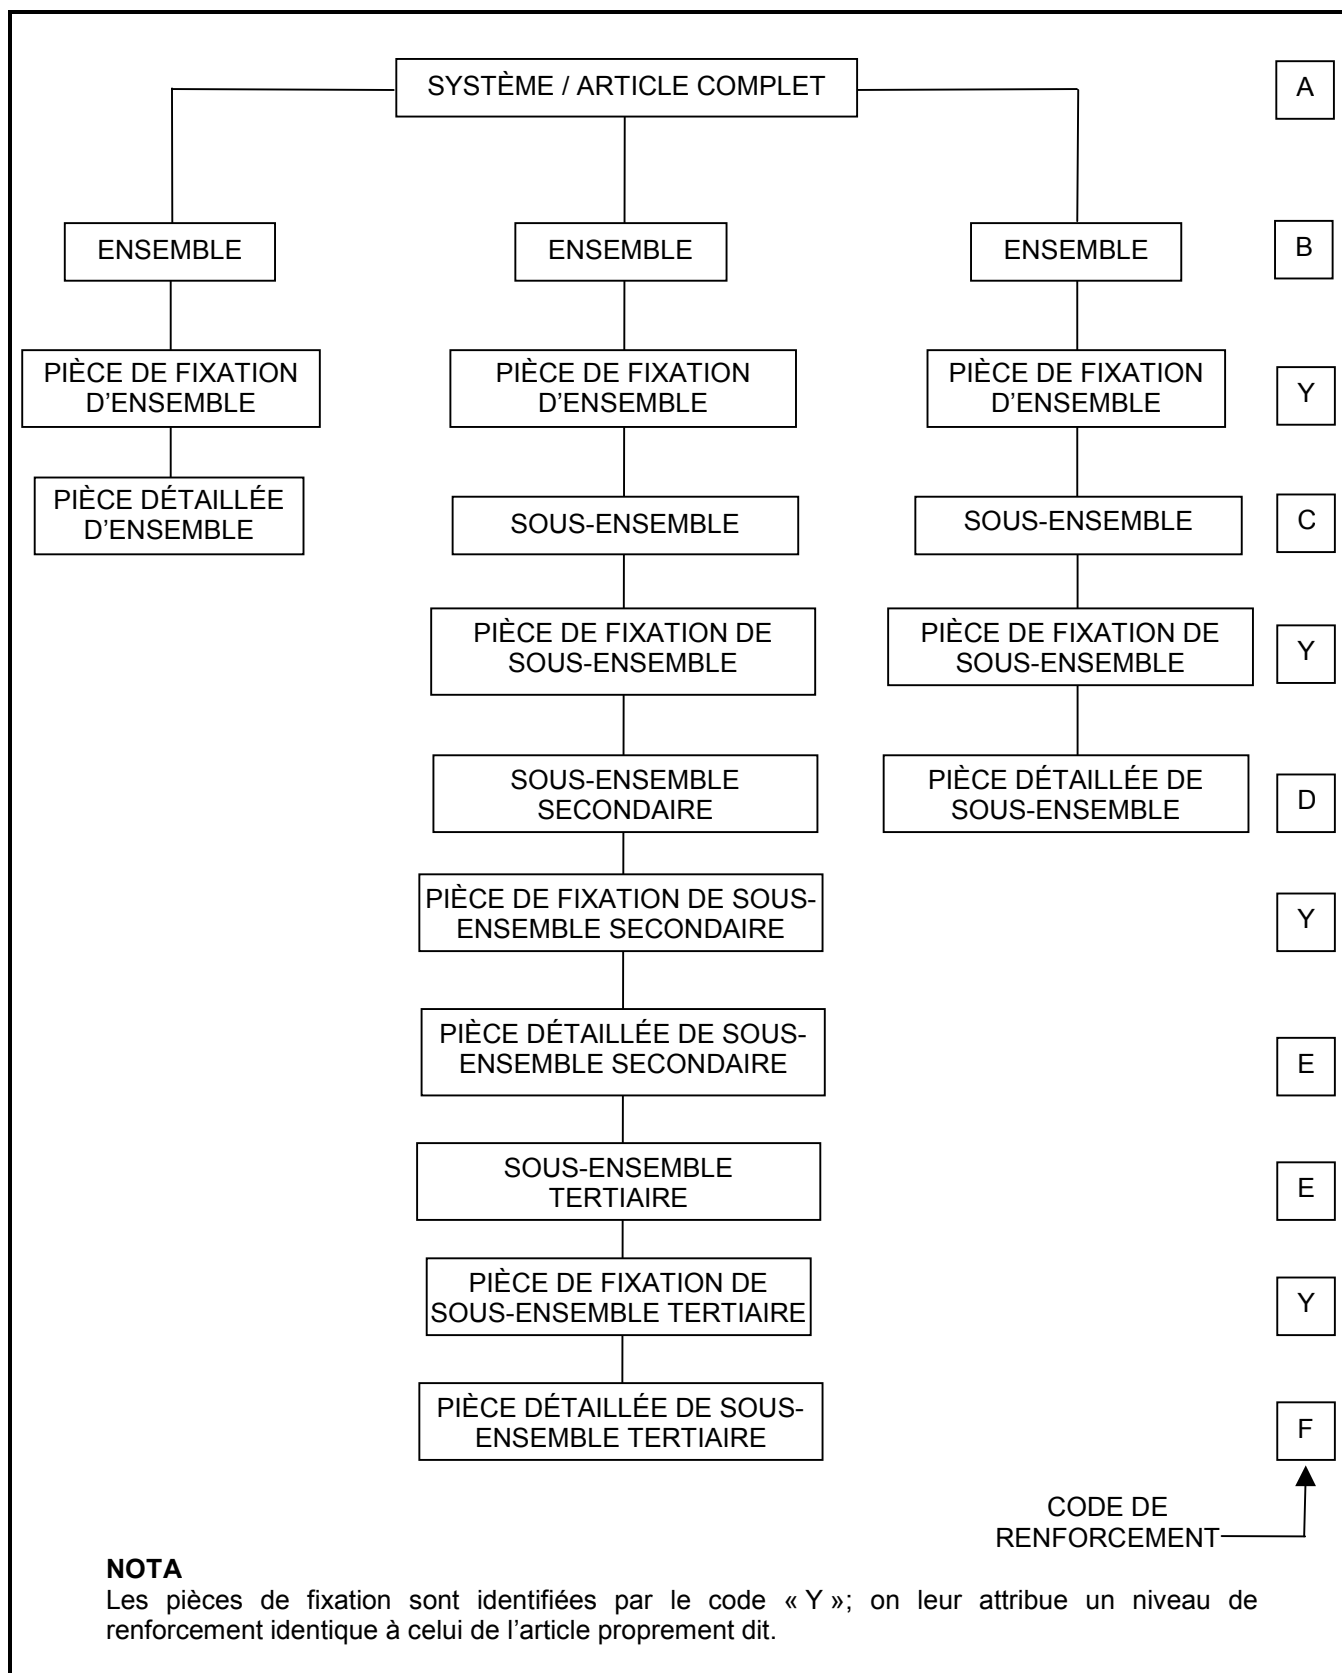 SYSTÈME / ARTICLE COMPLET
A
ENSEMBLE
ENSEMBLE
ENSEMBLE
B
PIÈCE DE FIXATION
D’ENSEMBLE
PIÈCE DE FIXATION
D’ENSEMBLE
PIÈCE DE FIXATION
D’ENSEMBLE
Y
PIÈCE DÉTAILLÉE
D'ENSEMBLE
SOUS-ENSEMBLE
SOUS-ENSEMBLE
C
PIÈCE DE FIXATION DE
SOUS-ENSEMBLE
PIÈCE DE FIXATION DE
SOUS-ENSEMBLE
Y
SOUS-ENSEMBLE
SECONDAIRE
PIÈCE DÉTAILLÉE DE
SOUS-ENSEMBLE
D
PIÈCE DE FIXATION DE SOUS-
ENSEMBLE SECONDAIRE
Y
PIÈCE DÉTAILLÉE DE SOUS-
ENSEMBLE SECONDAIRE
E
SOUS-ENSEMBLE
TERTIAIRE
E
PIÈCE DE FIXATION DE
SOUS-ENSEMBLE TERTIAIRE
Y
PIÈCE DÉTAILLÉE DE SOUS-
ENSEMBLE TERTIAIRE
F
CODE DE
RENFORCEMENT
NOTA
Les pièces de fixation sont identifiées par le code « Y »; on leur attribue un niveau de
renforcement identique à celui de l’article proprement dit.